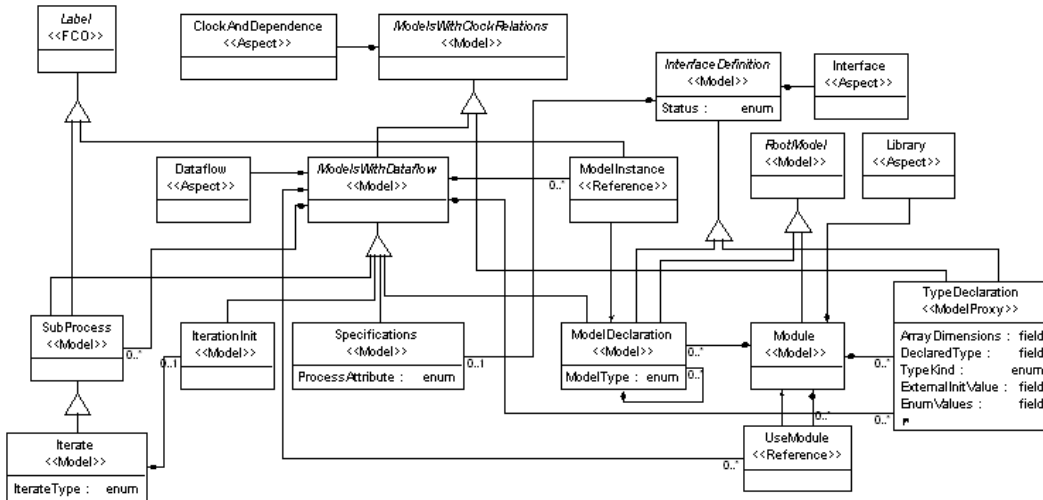 Label
<<FCO>>
ClockAndDependence
<<Aspect>>
ModelsWithClockRelations
<<Model>>
InterfaceDefinition
<<Model>>
Status : enum
Interface
<<Aspect>>
Dataflow
<<Aspect>>
ModelsWithDataflow
<<Model>>
ModelInstance
<<Reference>>
0..*
RootModel
<<Model>>
Library
<<Aspect>>
SubProcess
<<Model>>
0..*
IterationInit
<<Model>>
0..1
Specifications
<<Model>>
ProcessAttribute : enum
0..1
ModelDeclaration
<<Model>>
ModelType : enum
0..*
0..*
Module
<<Model>>
TypeDeclaration
<<ModelProxy>>
ArrayDimensions : field
DeclaredType : field
TypeKind : enum
ExternalInitValue : field
EnumValues : field
0..*
0..*
0..*
Iterate
<<Model>>
IterateType : enum
UseModule
<<Reference>>
0..*